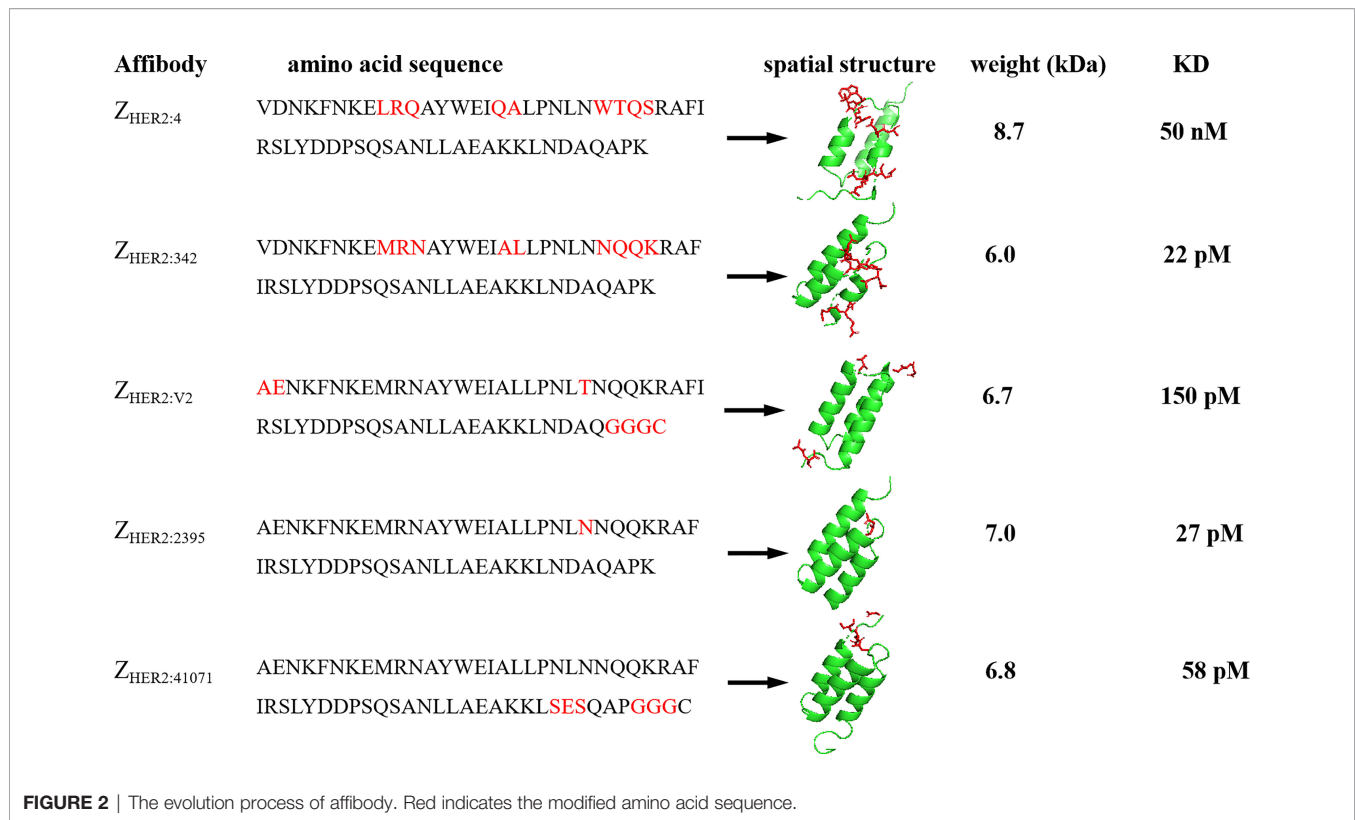 Affibody amino acid sequence spatial structure weight (kDa) KD
ZHER2:4 VDNKFNKELRQAYWEIQALPNLNWTQSRAFI
RSLYDDPSQSANLLAEAKKLNDAQAPK 8.7 50 nM
ZHER2:342 VDNKFNKEMRNAYWEIALLPNLNNQQKRAF
IRSLYDDPSQSANLLAEAKKLNDAQAPK 6.0 22 pM
ZHER2:V2 AENKFNKEMRNAYWEIALLPNLTNQQKRAFI
RSLYDDPSQSANLLAEAKKLNDAQGGGC 6.7 150 pM
ZHER2:2395 AENKFNKEMRNAYWEIALLPNLNNQQKRAF
IRSLYDDPSQSANLLAEAKKLNDAQAPK 7.0 27 pM
ZHER2:41071 AENKFNKEMRNAYWEIALLPNLNNQQKRAF
IRSLYDDPSQSANLLAEAKKLSESQAPGGGC 6.8 58 pM
FIGURE 2 | The evolution process of affibody. Red indicates the modified amino acid sequence.